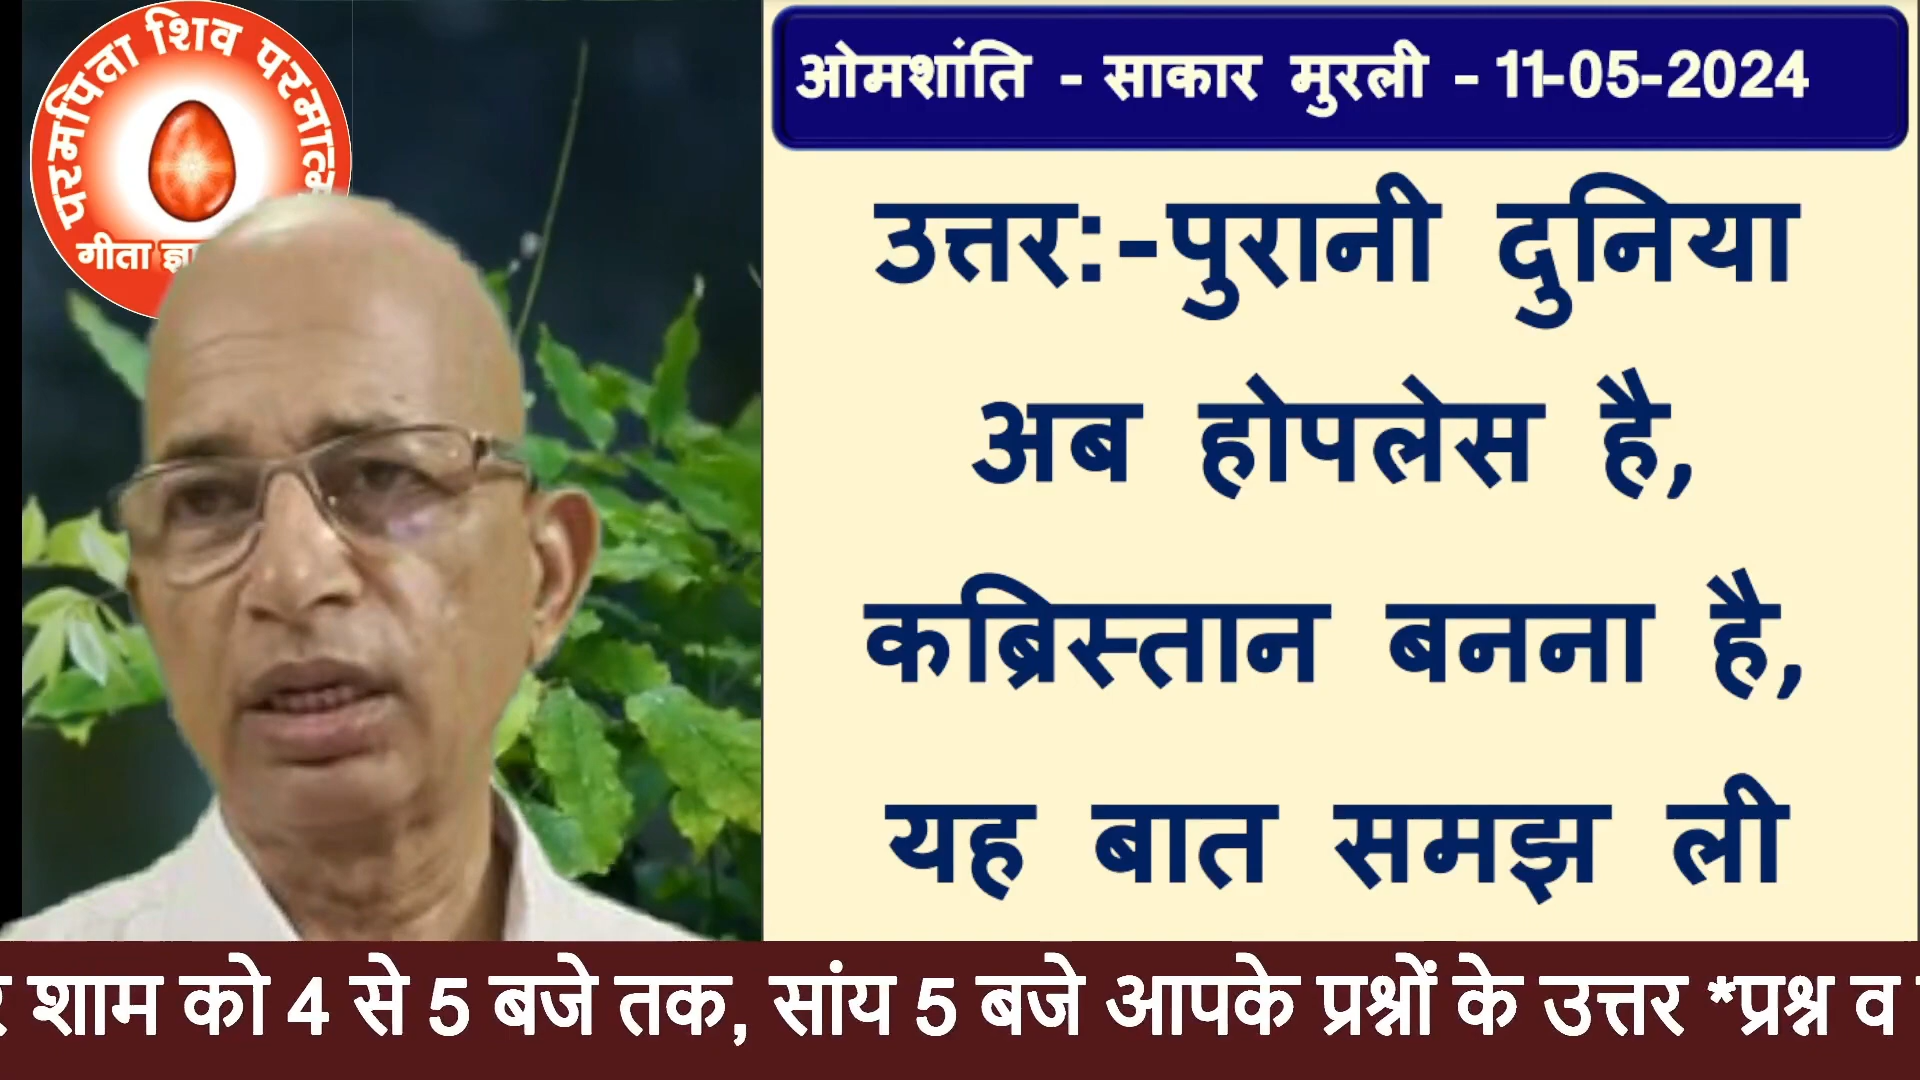 परमपिता शिव
गीता
ओमशांति - साकार मुरली - 11-05-2024
उत्तर:-पुरानी दुनिया
अब होपलेस है,
कब्रिस्तान बनना है,
यह बात समझ ली
शाम को 4 से 5 बजे तक, सांय 5 बजे आपके प्रश्नों के उत्तर *प्रश्न व